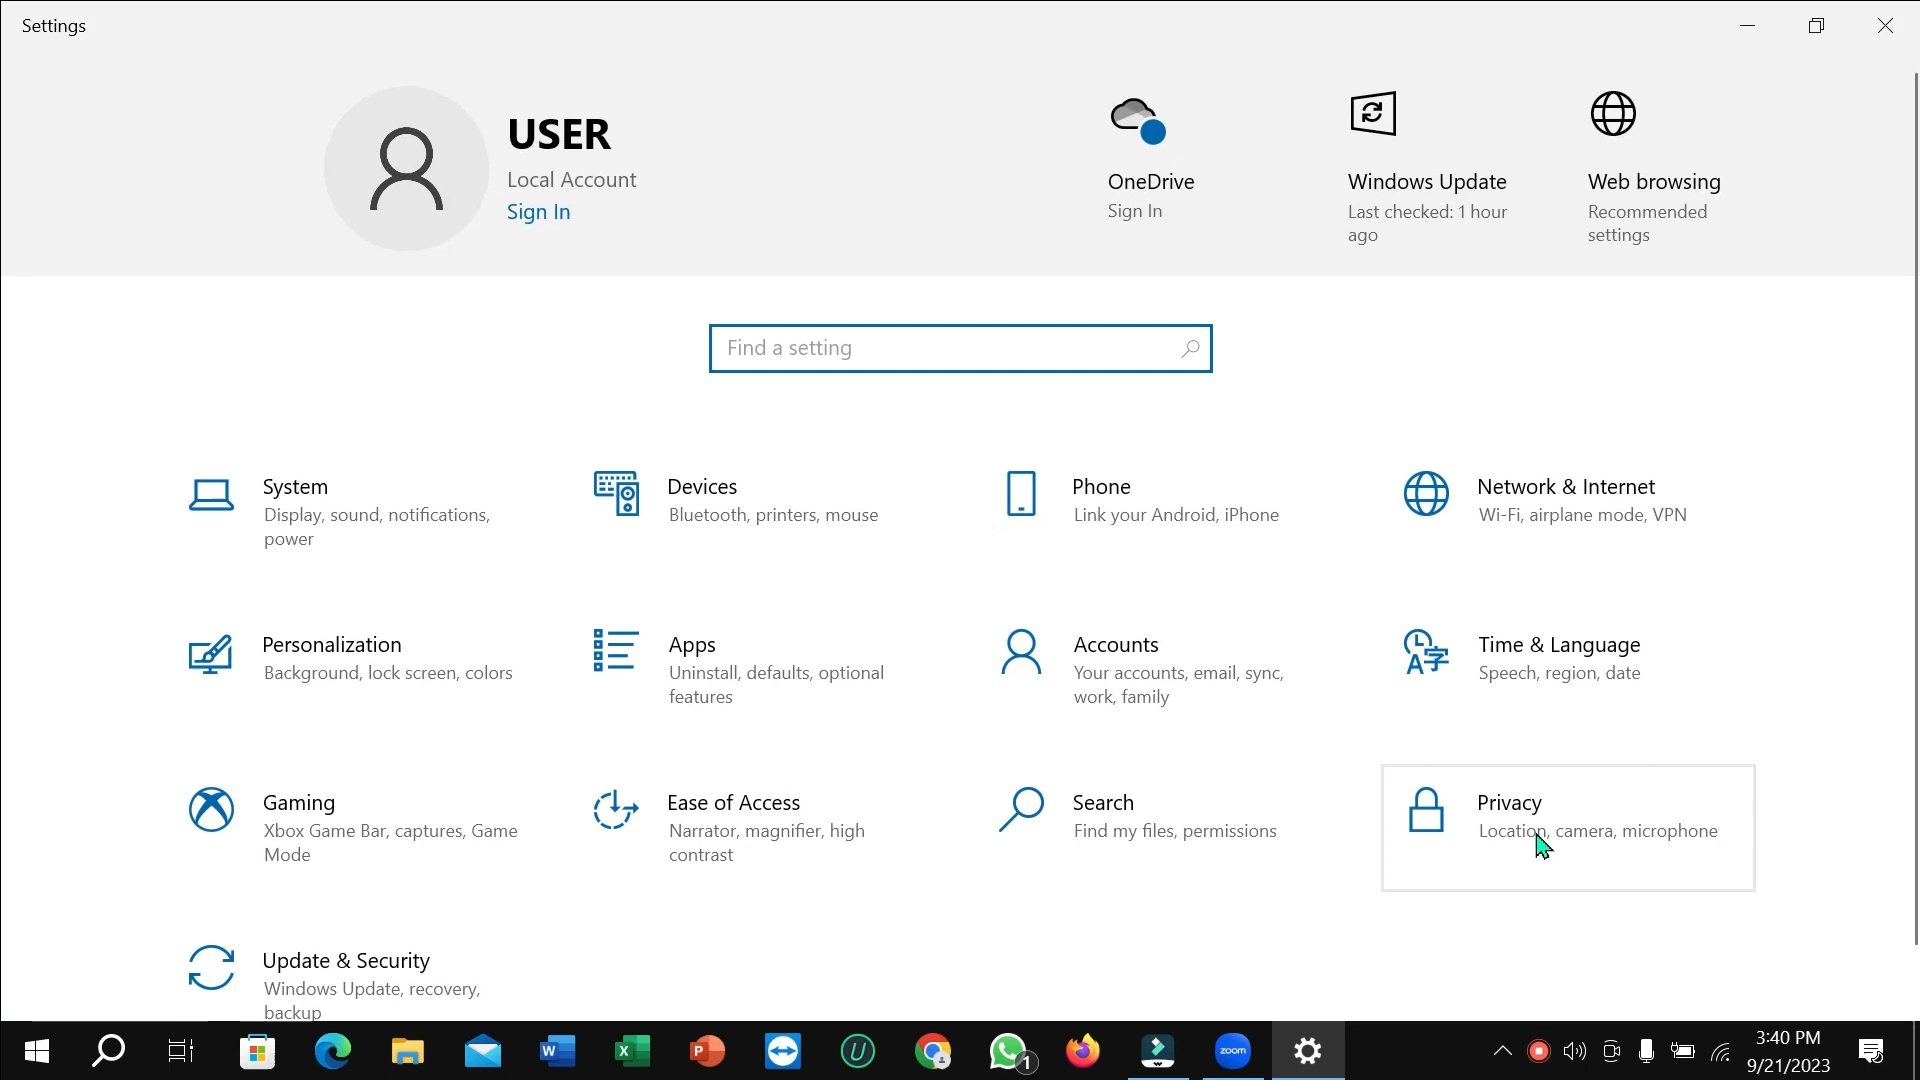 Settings
USER
Local Account
Sign In
OneDrive
Sign In
Windows Update
Last checked: 1 hour
ago
Web browsing
Recommended
settings
Find a setting
System
Display, sound, notifications,
power
Devices
Bluetooth, printers, mouse
Phone
Link your Android, iPhone
Network & Internet
Wi-Fi, airplane mode, VPN
Personalization
Background, lock screen, colors
Apps
Uninstall, defaults, optional
features
Accounts
Your accounts, email, sync,
work, family
Time & Language
Speech, region, date
Gaming
Xbox Game Bar, captures, Game
Mode
Ease of Access
Narrator, magnifier, high
contrast
Search
Find my files, permissions
Privacy
Location, camera, microphone
Update & Security
Windows Update, recovery,
backup
zoom
1
3:40 PM
9/21/2023